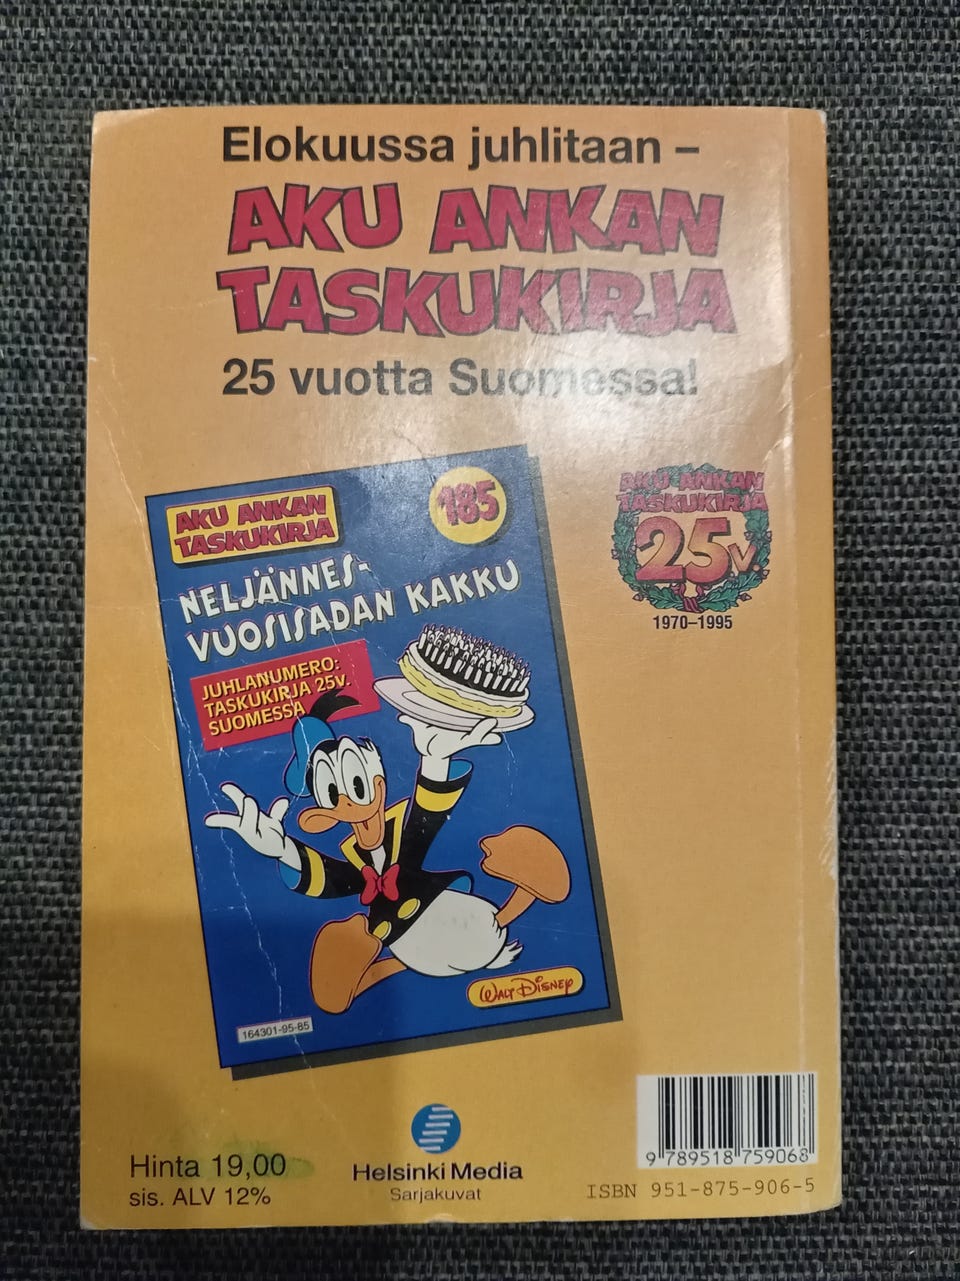 Elokuussa juhlitaan –
AKU ANKAN
TASKUKIRJA
25 vuotta Suomessa!
AKU ANKAN
TASKUKIRJA
185
NELJÄNNES-
VUOSISADAN KAKKU
JUHLANUMERO:
TASKUKIRJA 25v.
SUOMESSA
WALT DISNEY
164301-95-85
AKU ANKAN
TASKUKIRJA
25v.
1970–1995
Hinta 19,00
sis. ALV 12%
Helsinki Media
Sarjakuvat
9 789518 759068
ISBN 951-875-906-5